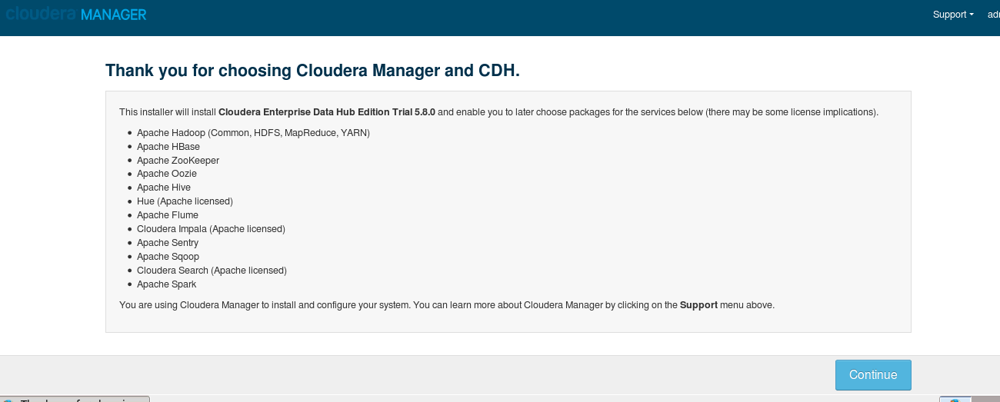 cloudera MANAGER
Support
Thank you for choosing Cloudera Manager and CDH.
This installer will install Cloudera Enterprise Data Hub Edition Trial 5.8.0 and enable you to later choose packages for the services below (there may be some license implications).
Apache Hadoop (Common, HDFS, MapReduce, YARN)
Apache HBase
Apache ZooKeeper
Apache Oozie
Apache Hive
Hue (Apache licensed)
Apache Flume
Cloudera Impala (Apache licensed)
Apache Sentry
Apache Sqoop
Cloudera Search (Apache licensed)
Apache Spark
You are using Cloudera Manager to install and configure your system. You can learn more about Cloudera Manager by clicking on the Support menu above.
Continue